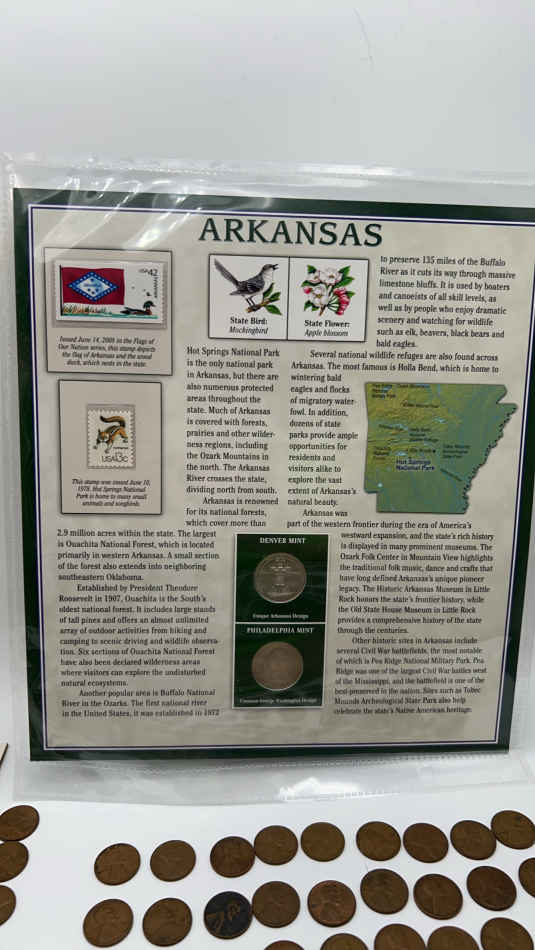 ARKANSAS
USA 42
Issued June 14, 2008 in the Flags of
Our Nation series, this stamp depicts
the flag of Arkansas and the wood
duck, which nests in the state.
State Bird:
Mockingbird
State Flower:
Apple blossom
to preserve 135 miles of the Buffalo
River as it cuts its way through massive
limestone bluffs. It is used by boaters
and canoeists of all skill levels, as
well as by people who enjoy dramatic
scenery and watching for wildlife
such as elk, beavers, black bears and
bald eagles.
USA13c
This stamp was issued June 10,
1978. Hot Springs National
Park is home to many small
animals and songbirds.
Hot Springs National Park
is the only national park
in Arkansas, but there are
also numerous protected
areas throughout the
state. Much of Arkansas
is covered with forests,
prairies and other wilder-
ness regions, including
the Ozark Mountains in
the north. The Arkansas
River crosses the state,
dividing north from south.
Arkansas is renowned
for its national forests,
which cover more than
2.9 million acres within the state. The largest
is Ouachita National Forest, which is located
primarily in western Arkansas. A small section
of the forest also extends into neighboring
southeastern Oklahoma.
Established by President Theodore
Roosevelt in 1907, Ouachita is the South's
oldest national forest. It includes large stands
of tall pines and offers an almost unlimited
array of outdoor activities from hiking and
camping to scenic driving and wildlife observa-
tion. Six sections of Ouachita National Forest
have also been declared wilderness areas
where visitors can explore the undisturbed
natural ecosystems.
Another popular area is Buffalo National
River in the Ozarks. The first national river
in the United States, it was established in 1972
Several national wildlife refuges are also found across
Arkansas. The most famous is Holla Bend, which is home to
wintering bald
eagles and flocks
of migratory water-
fowl. In addition,
dozens of state
parks provide ample
opportunities for
residents and
visitors alike to
explore the vast
extent of Arkansas's
natural beauty.
Arkansas was
part of the western frontier during the era of America's
westward expansion, and the state's rich history
is displayed in many prominent museums. The
Ozark Folk Center in Mountain View highlights
the traditional folk music, dance and crafts that
have long defined Arkansas's unique pioneer
legacy. The Historic Arkansas Museum in Little
Rock honors the state's frontier history, while
the Old State House Museum in Little Rock
provides a comprehensive history of the state
through the centuries.
Other historic sites in Arkansas include
several Civil War battlefields, the most notable
of which is Pea Ridge National Military Park. Pea
Ridge was one of the largest Civil War battles west
of the Mississippi, and the battlefield is one of the
best-preserved in the nation. Sites such as Toltec
Mounds Archeological State Park also help
celebrate the state's Native American heritage.
Hot Springs
National Park
DENVER MINT
Unique Arkansas Design
PHILADELPHIA MINT
Common George Washington Design